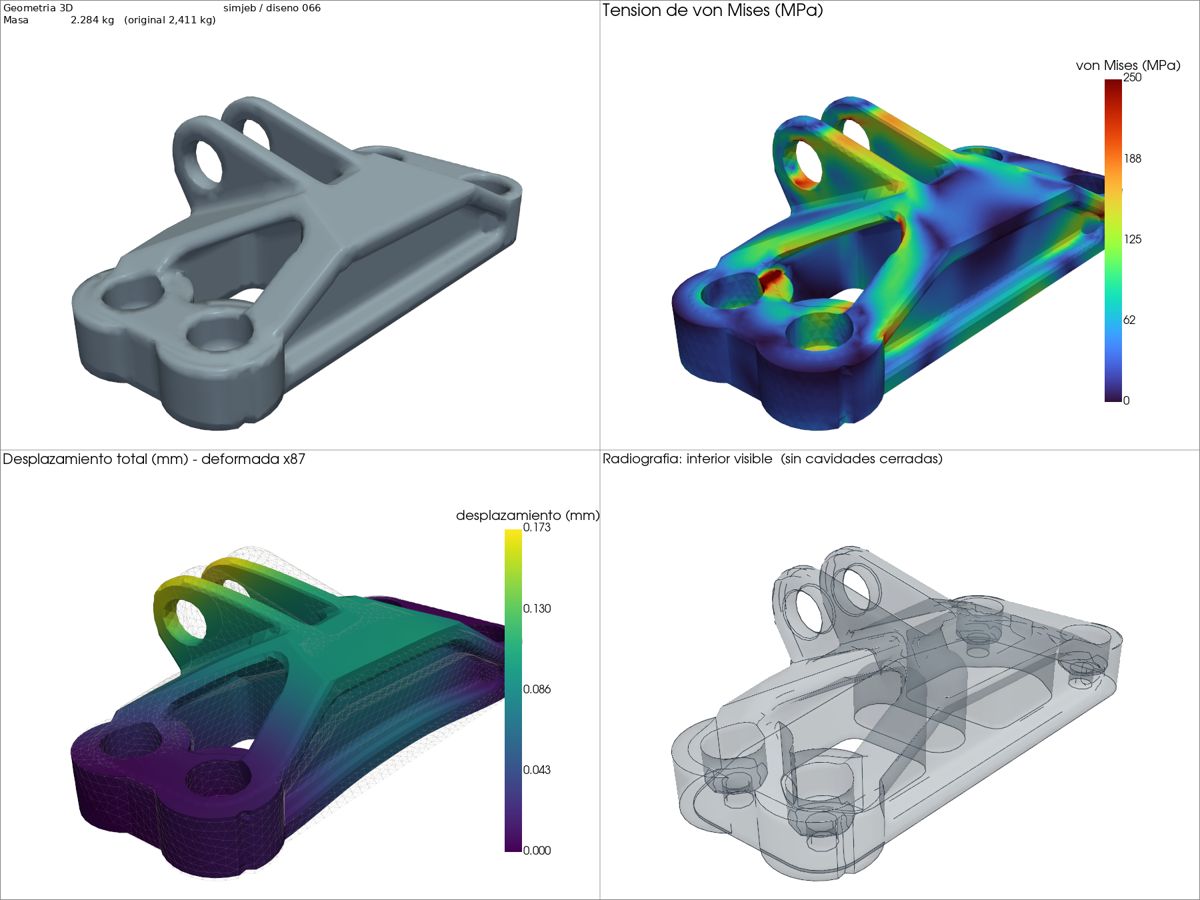 Geometria 3D
simjeb / diseno 066
Masa 2.284 kg (original 2,411 kg)
Tension de von Mises (MPa)
von Mises (MPa)
250
188
125
62
0
Desplazamiento total (mm) - deformada x87
desplazamiento (mm)
0.173
0.130
0.086
0.043
0.000
Radiografia: interior visible (sin cavidades cerradas)